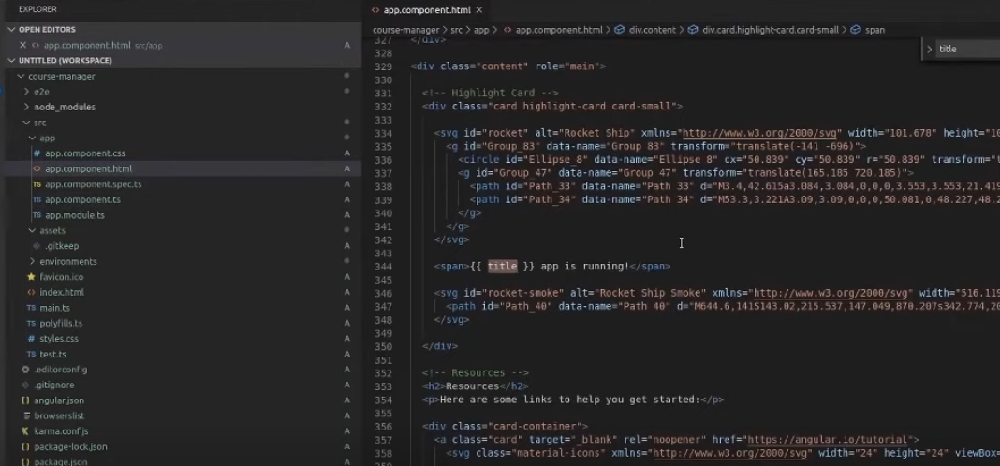 EXPLORER
OPEN EDITORS
app.component.html src/app A
UNTITLED (WORKSPACE)
course-manager
e2e
node_modules
src
app
app.component.css A
app.component.html A
app.component.spec.ts A
app.component.ts A
app.module.ts A
assets
.gitkeep A
environments
favicon.ico A
index.html A
main.ts A
polyfills.ts A
styles.css A
test.ts A
.editorconfig A
.gitignore A
angular.json A
browserslist A
karma.conf.js A
package-lock.json A
package.json A
app.component.html
course-manager > src > app > app.component.html > div.content > div.card.highlight-card.card-small > span
title
327 </div>
328
329 <div class="content" role="main">
330
331 <!-- Highlight Card -->
332 <div class="card highlight-card card-small">
333
334 <svg id="rocket" alt="Rocket Ship" xmlns="http://www.w3.org/2000/svg" width="101.678" height="10
335 <g id="Group_83" data-name="Group 83" transform="translate(-141 -696)">
336 <circle id="Ellipse_8" data-name="Ellipse 8" cx="50.839" cy="50.839" r="50.839" transform="t
337 <g id="Group_47" data-name="Group 47" transform="translate(165.185 720.185)">
338 <path id="Path_33" data-name="Path 33" d="M3.4,42.615a3.084,3.084,0,0,0,3.553,3.553,21.419
339 <path id="Path_34" data-name="Path 34" d="M53.3,3.221A3.09,3.09,0,0,0,50.081,0,48.227,48.2
340 </g>
341 </g>
342 </svg>
343
344 <span>{{ title }} app is running!</span>
345
346 <svg id="rocket-smoke" alt="Rocket Ship Smoke" xmlns="http://www.w3.org/2000/svg" width="516.119
347 <path id="Path_40" data-name="Path 40" d="M644.6,141S143.02,215.537,147.049,870.207s342.774,20
348 </svg>
349
350 </div>
351
352 <!-- Resources -->
353 <h2>Resources</h2>
354 <p>Here are some links to help you get started:</p>
355
356 <div class="card-container">
357 <a class="card" target="_blank" rel="noopener" href="https://angular.io/tutorial">
358 <svg class="material-icons" xmlns="http://www.w3.org/2000/svg" width="24" height="24" viewBox=